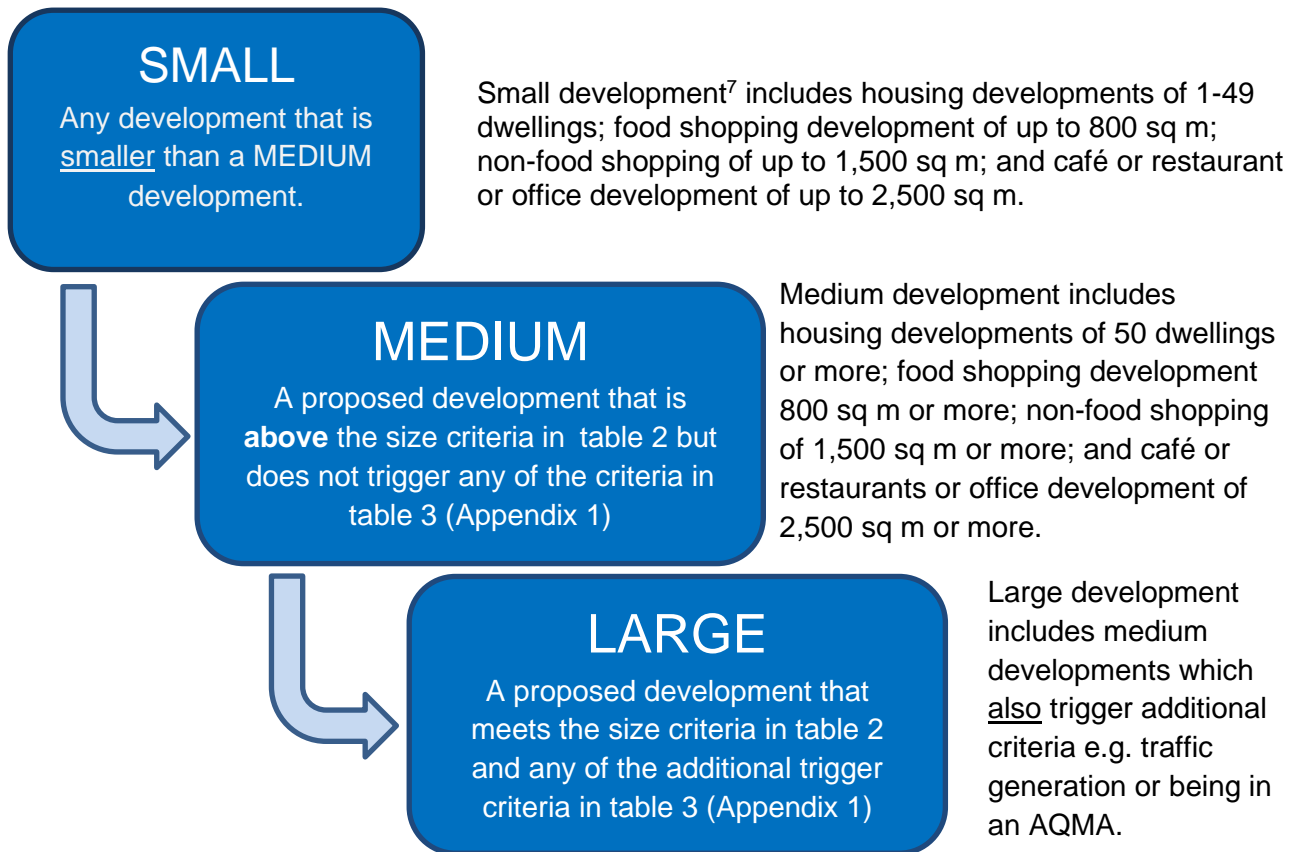 SMALL
Any development that is
smaller than a MEDIUM
development.
Small development7 includes housing developments of 1-49
dwellings; food shopping development of up to 800 sq m;
non-food shopping of up to 1,500 sq m; and café or restaurant
or office development of up to 2,500 sq m.
MEDIUM
A proposed development that is
above the size criteria in  table 2 but
does not trigger any of the criteria in
table 3 (Appendix 1)
Medium development includes
housing developments of 50 dwellings
or more; food shopping development
800 sq m or more; non-food shopping
of 1,500 sq m or more; and café or
restaurants or office development of
2,500 sq m or more.
LARGE
A proposed development that
meets the size criteria in table 2
and any of the additional trigger
criteria in table 3 (Appendix 1)
Large development
includes medium
developments which
also trigger additional
criteria e.g. traffic
generation or being in
an AQMA.